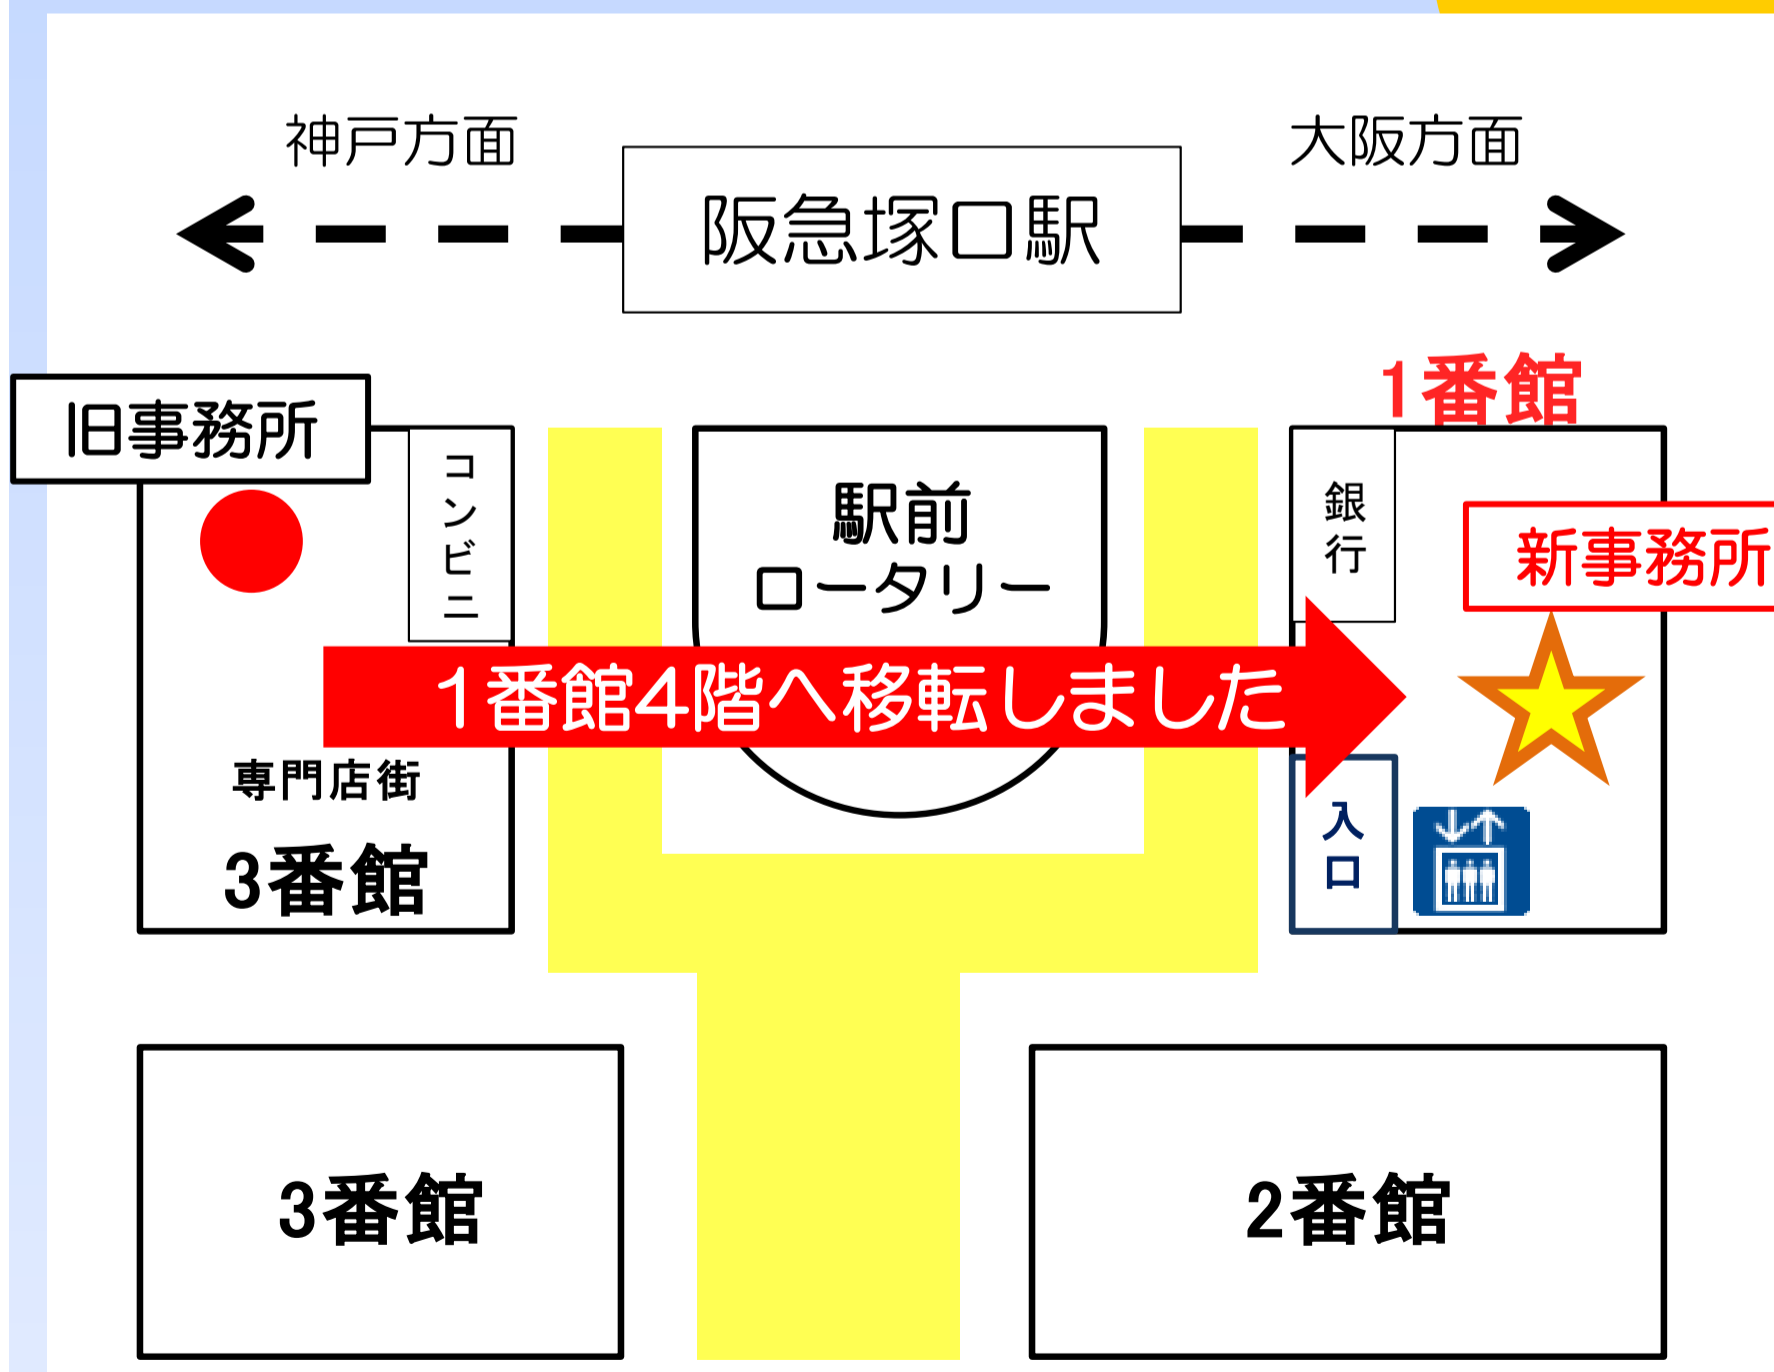 神戸方面
大阪方面
阪急塚口駅
1番館
旧事務所
コンビニ
駅前
ロータリー
銀行
新事務所
1番館4階へ移転しました
専門店街
3番館
入口
3番館
2番館